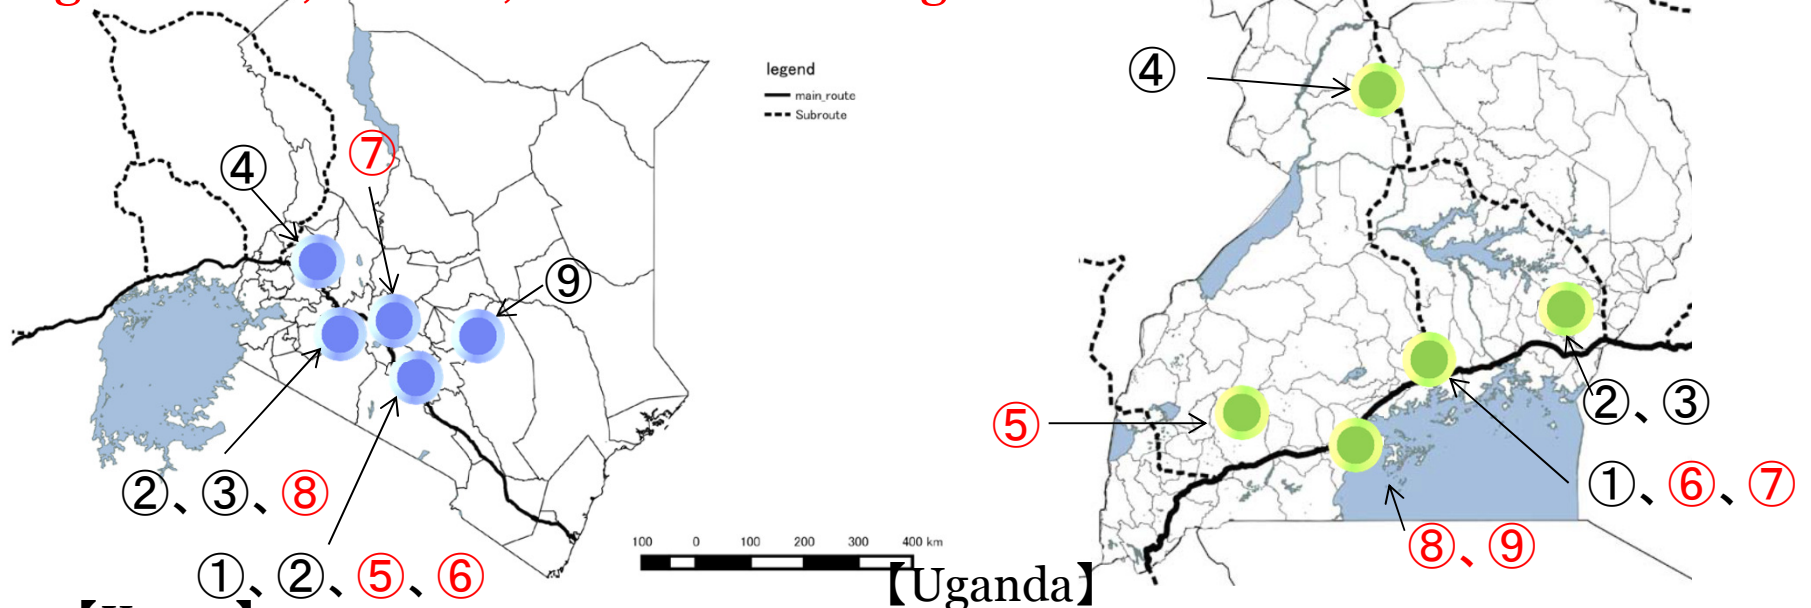 ④
⑦
⑨
②、③、⑧
①、②、⑤、⑥
legend
main_route
Subroute
100 0 100 200 300 400 km
④
⑤
②、③
①、⑥、⑦
⑧、⑨
【Uganda】